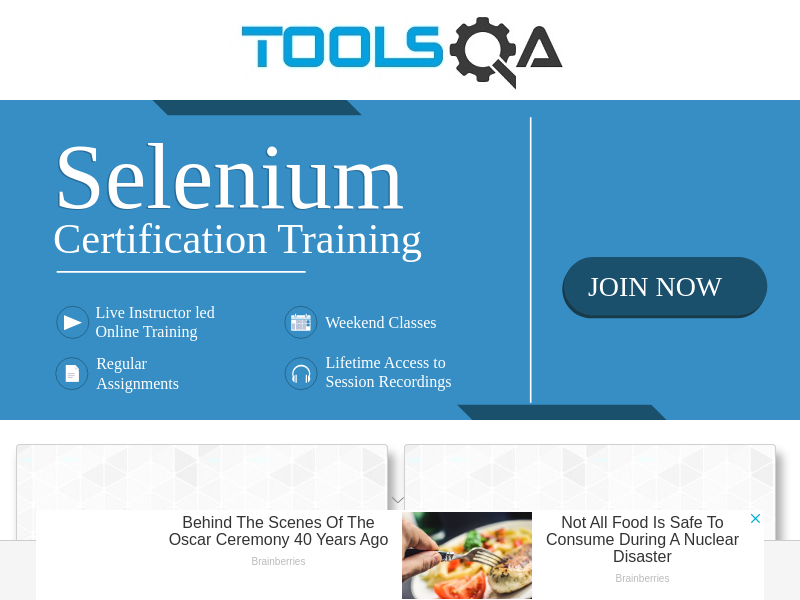 TOOLSQA
Selenium
Certification Training
JOIN NOW
Live Instructor led
Online Training
Weekend Classes
Regular
Assignments
Lifetime Access to
Session Recordings
Behind The Scenes Of The
Oscar Ceremony 40 Years Ago
Brainberries
Not All Food Is Safe To
Consume During A Nuclear
Disaster
Brainberries